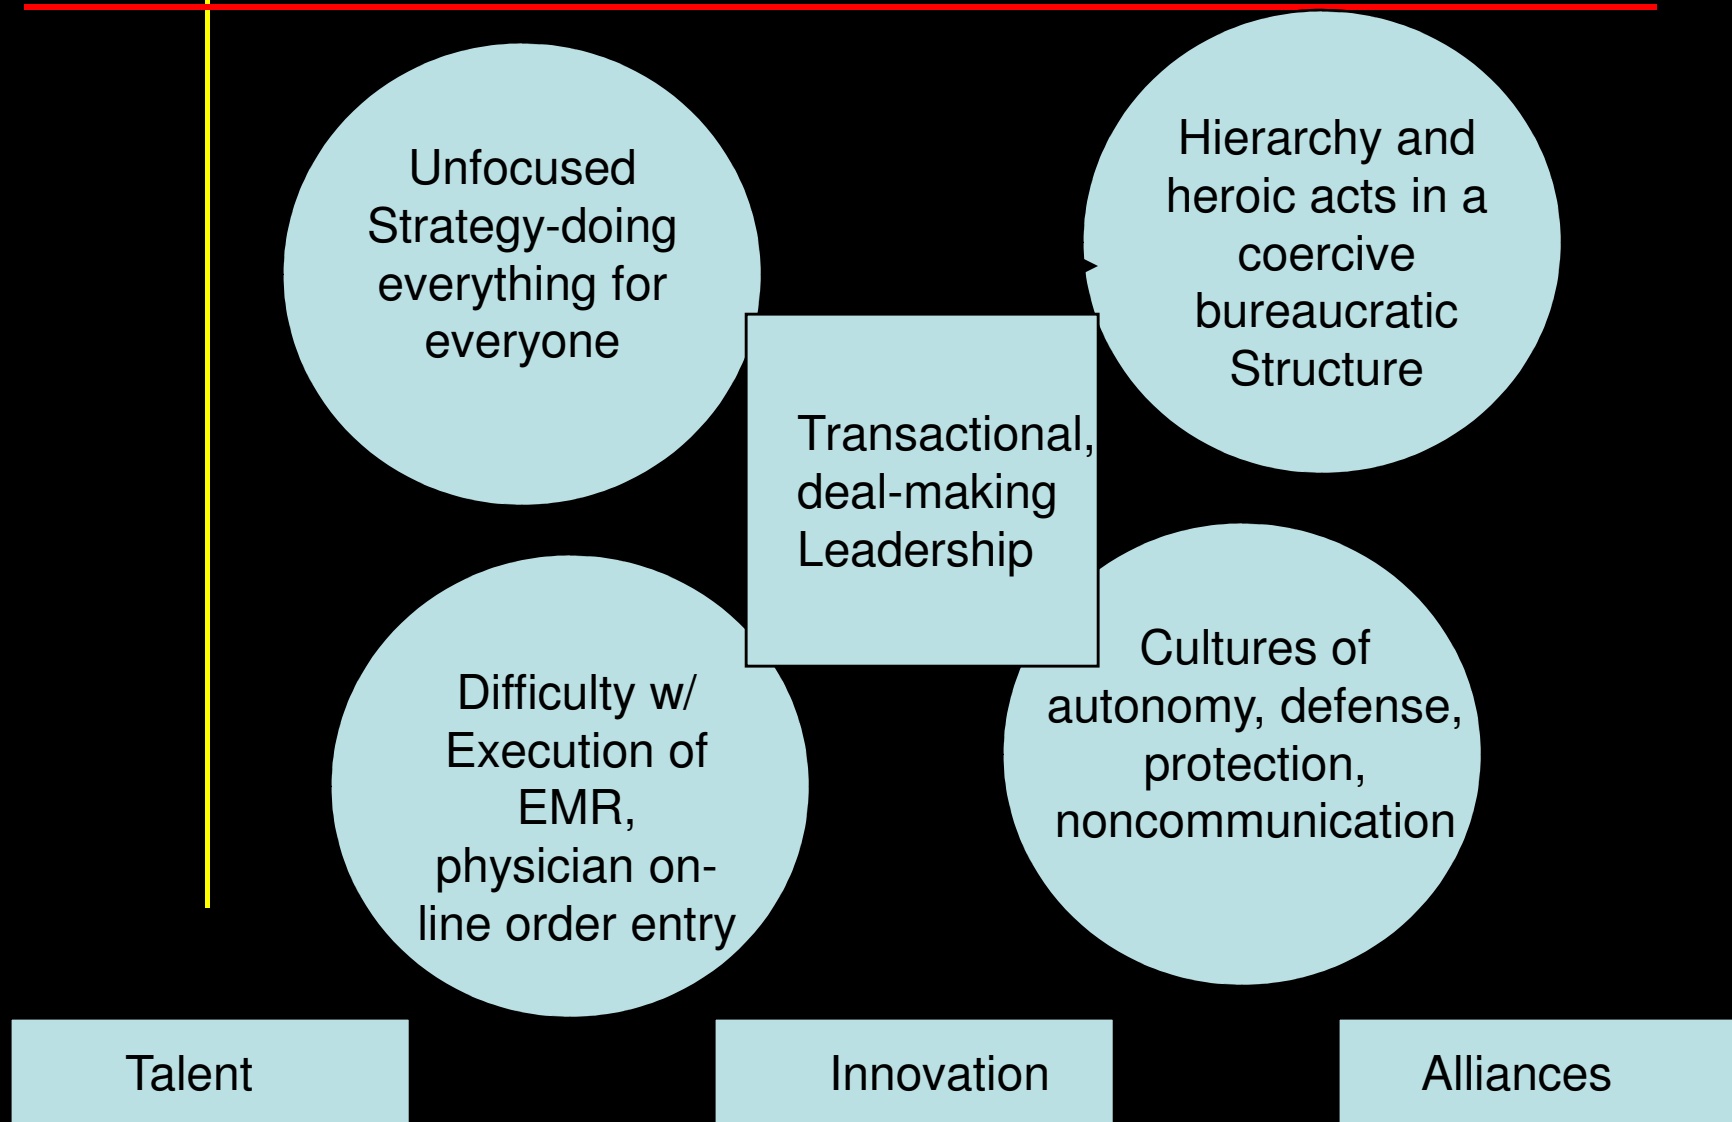 Unfocused
Strategy-doing
everything for
everyone
Hierarchy and
heroic acts in a
coercive
bureaucratic
Structure
Transactional,
deal-making
Leadership
Difficulty w/
Execution of
EMR,
physician on-
line order entry
Cultures of
autonomy, defense,
protection,
noncommunication
Talent
Innovation
Alliances